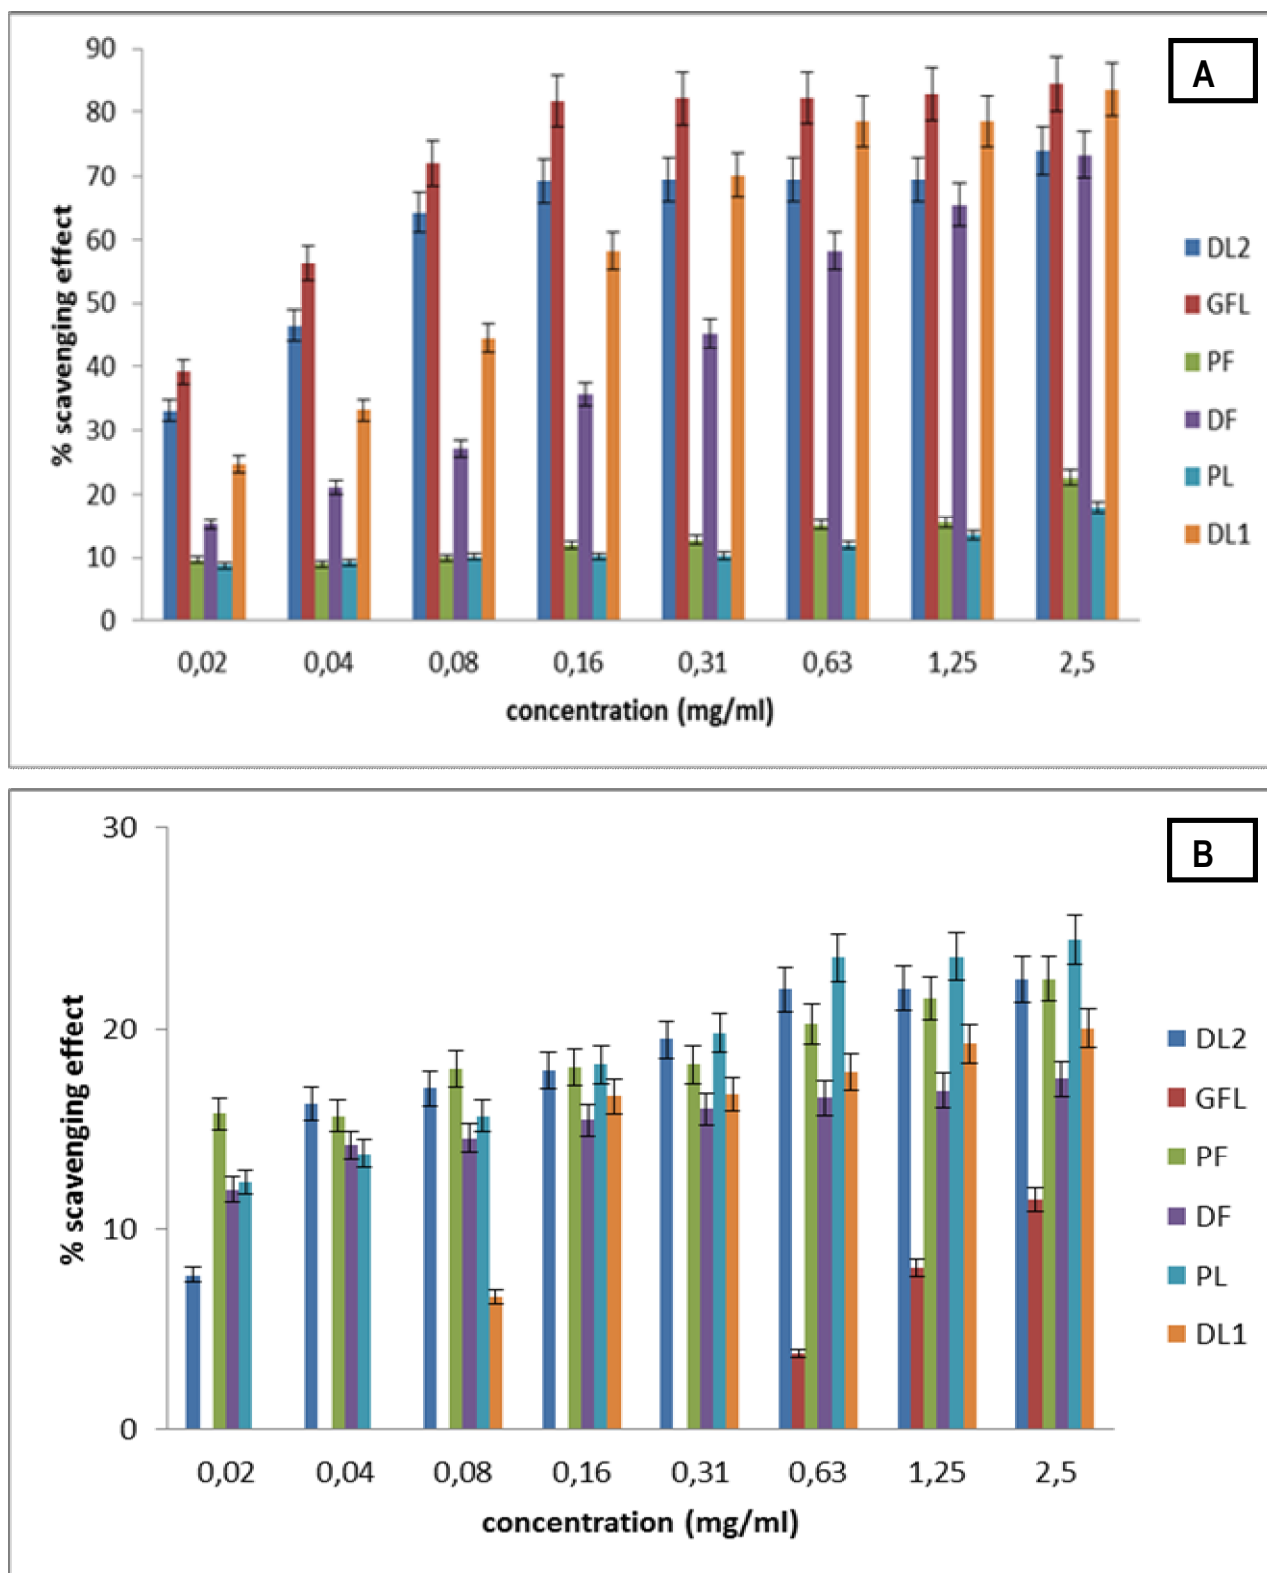 A
90
80
70
60
50
40
30
20
10
0
% scavenging effect
0,02 0,04 0,08 0,16 0,31 0,63 1,25 2,5
concentration (mg/ml)
DL2
GFL
PF
DF
PL
DL1
B
30
20
10
0
% scavenging effect
0,02 0,04 0,08 0,16 0,31 0,63 1,25 2,5
concentration (mg/ml)
DL2
GFL
PF
DF
PL
DL1